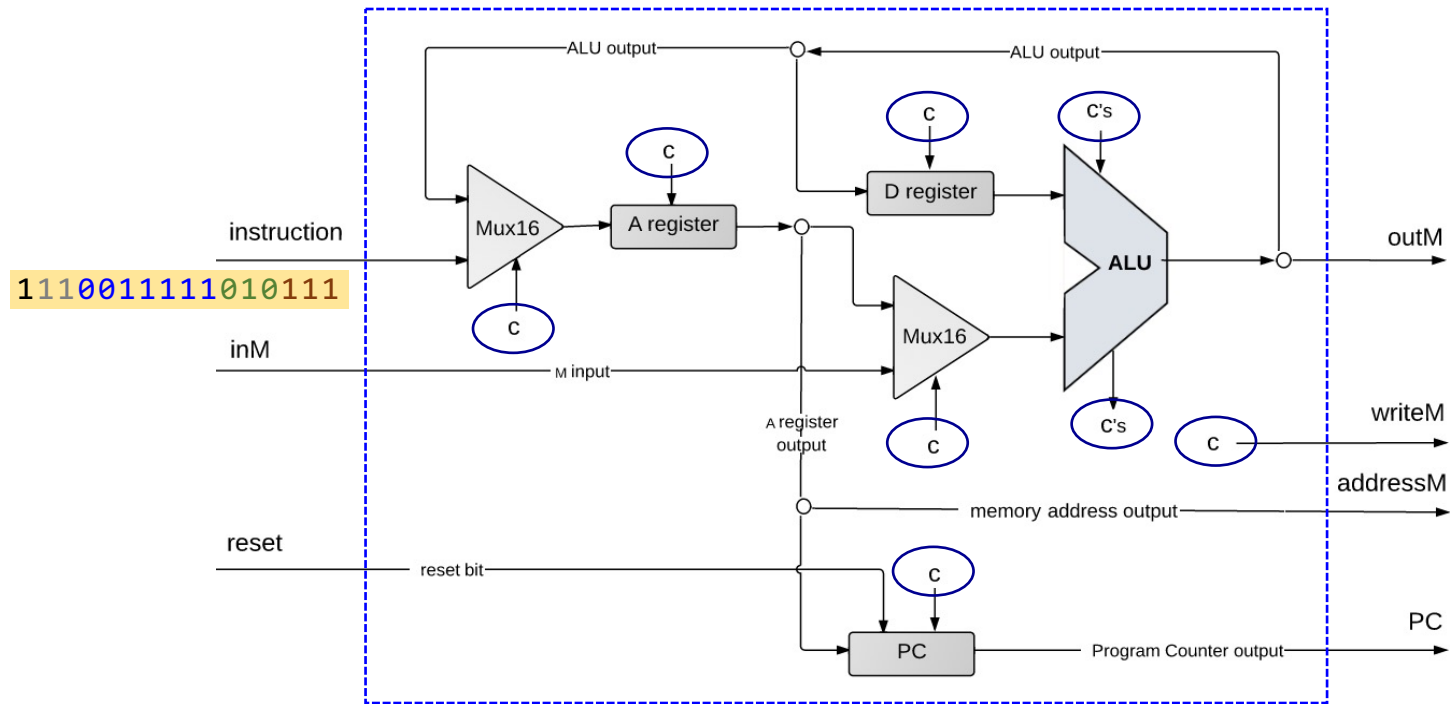 ALU output
ALU output
c
c's
c
D register
Mux16
A register
instruction
outM
ALU
1110011111010111
c
Mux16
inM
M input
writeM
A register
output
c
c's
c
addressM
memory address output
reset
reset bit
c
PC
PC
Program Counter output